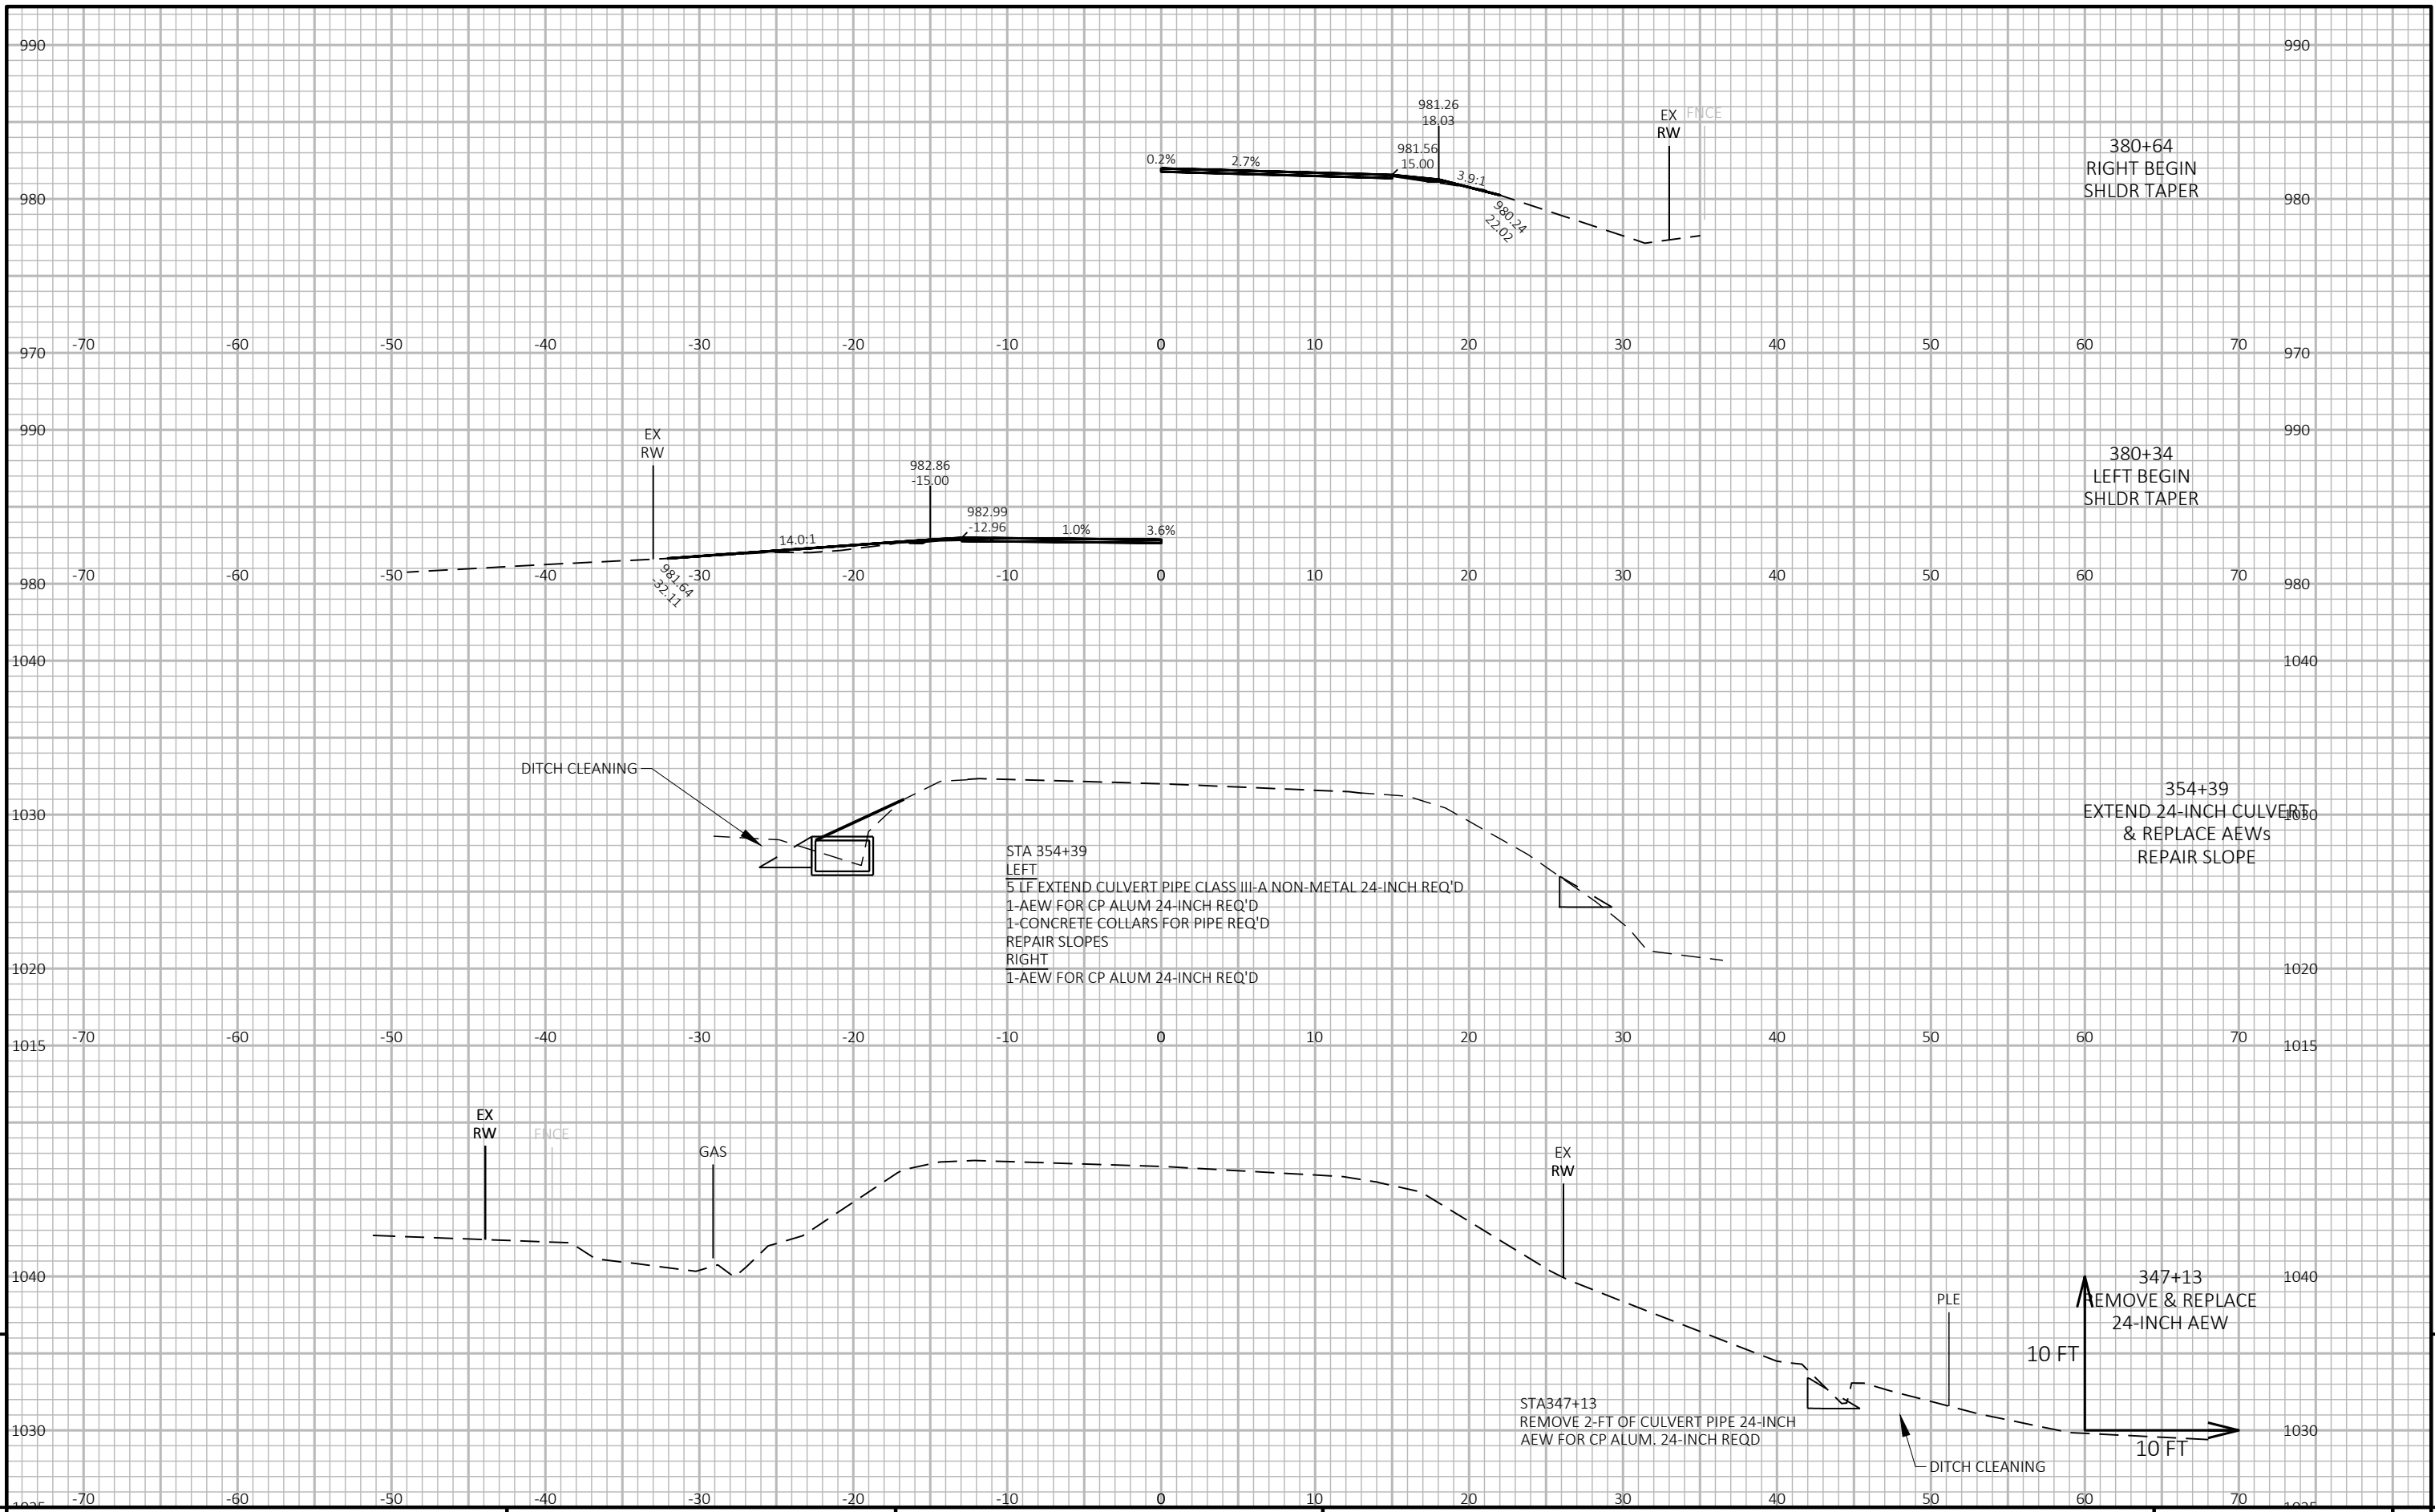 990 990
981.26
18.03
EX FNCE
RW
981.56
15.00
0.2% 2.7% 3.9:1
980.24
22.02
380+64
RIGHT BEGIN
SHLDR TAPER
980 980
-70 -60 -50 -40 -30 -20 -10 0 10 20 30 40 50 60 70
970 970
990 990
EX
RW
982.86
-15.00
982.99
-12.96
14.0:1 1.0% 3.6%
981.64
-32.11
380+34
LEFT BEGIN
SHLDR TAPER
-70 -60 -50 -40 -30 -20 -10 0 10 20 30 40 50 60 70
980 980
1040 1040
DITCH CLEANING
354+39
EXTEND 24-INCH CULVERT
& REPLACE AEWs
REPAIR SLOPE
1030 1030
STA 354+39
LEFT
5 LF EXTEND CULVERT PIPE CLASS III-A NON-METAL 24-INCH REQ'D
1-AEW FOR CP ALUM 24-INCH REQ'D
1-CONCRETE COLLARS FOR PIPE REQ'D
REPAIR SLOPES
RIGHT
1-AEW FOR CP ALUM 24-INCH REQ'D
1020 1020
-70 -60 -50 -40 -30 -20 -10 0 10 20 30 40 50 60 70
1015 1015
EX
RW
FNCE
GAS
EX
RW
1040 1040
347+13
REMOVE & REPLACE
24-INCH AEW
PLE
10 FT
STA347+13
REMOVE 2-FT OF CULVERT PIPE 24-INCH
AEW FOR CP ALUM. 24-INCH REQD
1030 1030
10 FT
DITCH CLEANING
-70 -60 -50 -40 -30 -20 -10 0 10 20 30 40 50 60 70
1025 1025